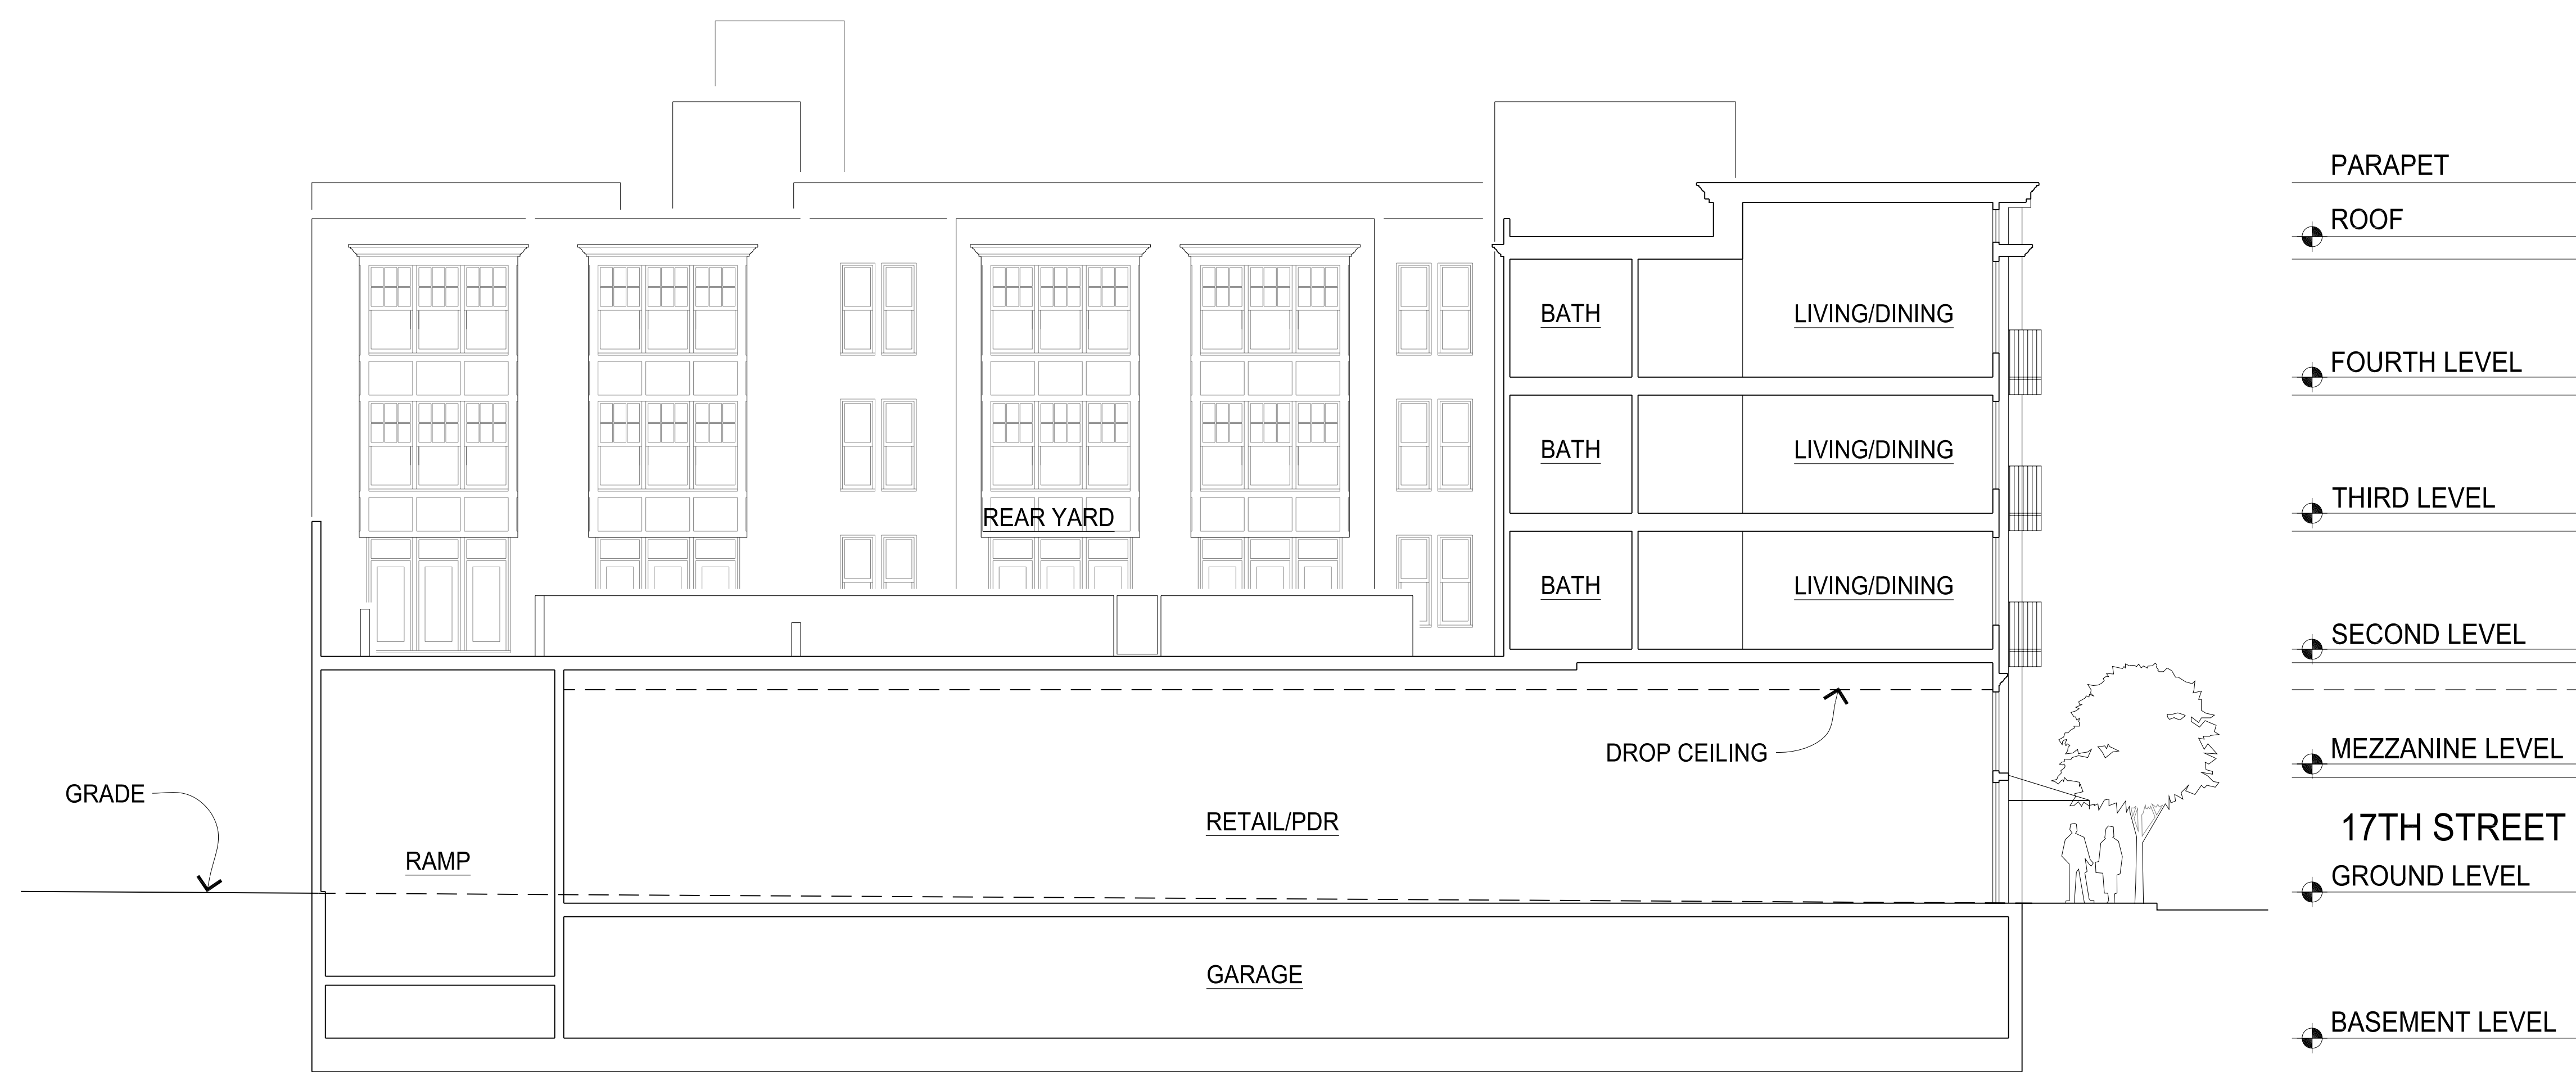 PARAPET
ROOF
BATH
LIVING/DINING
FOURTH LEVEL
BATH
LIVING/DINING
THIRD LEVEL
REAR YARD
BATH
LIVING/DINING
SECOND LEVEL
DROP CEILING
MEZZANINE LEVEL
GRADE
RETAIL/PDR
17TH STREET
RAMP
GROUND LEVEL
GARAGE
BASEMENT LEVEL